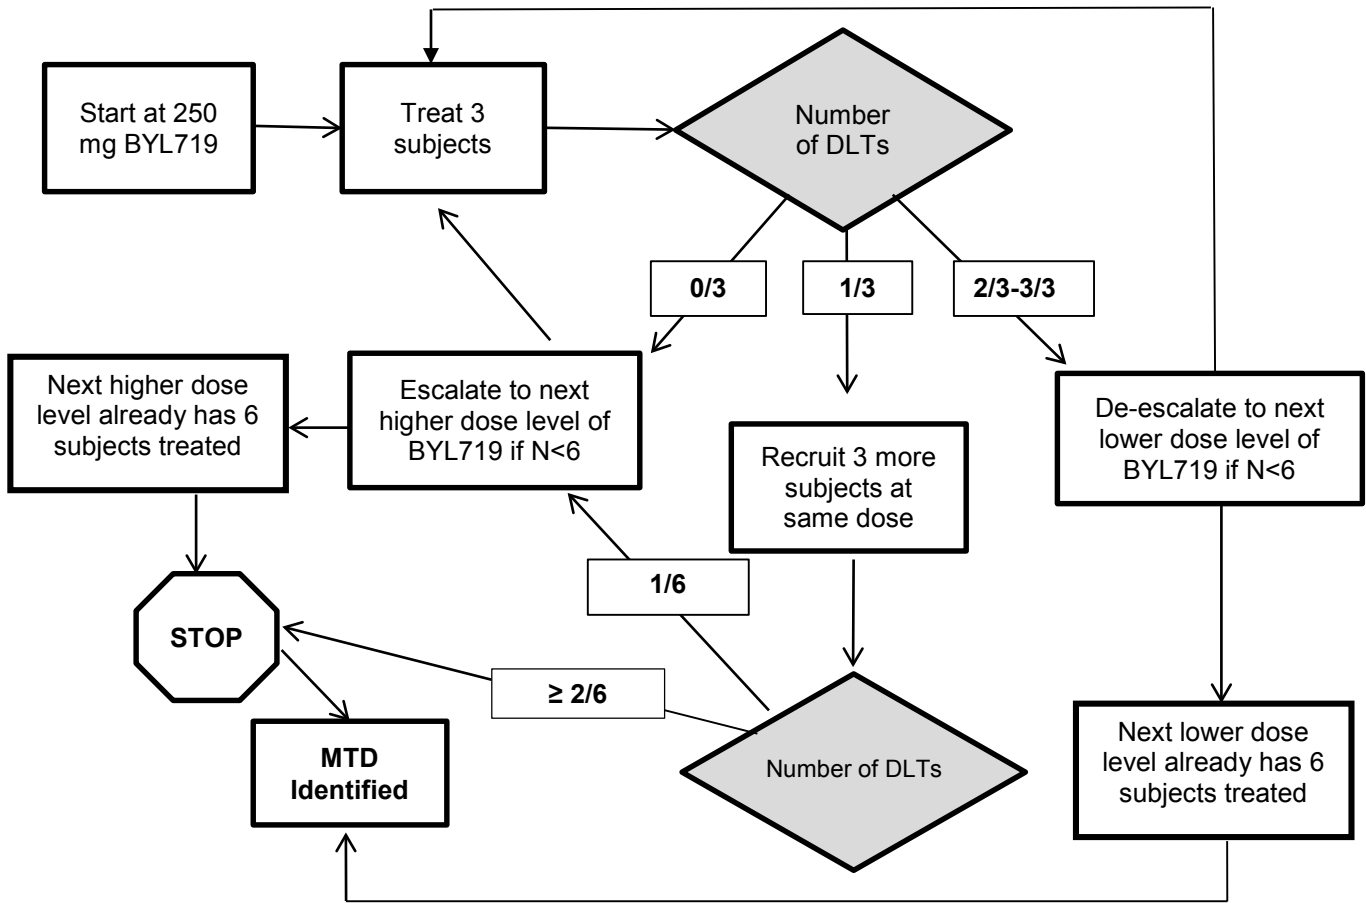 Start at 250
mg BYL719
Treat 3
subjects
Number
of DLTs
0/3
1/3
2/3-3/3
Next higher dose
level already has 6
subjects treated
Escalate to next
higher dose level of
BYL719 if N<6
Recruit 3 more
subjects at
same dose
De-escalate to next
lower dose level of
BYL719 if N<6
1/6
STOP
≥ 2/6
MTD
Identified
Number of DLTs
Next lower dose
level already has 6
subjects treated